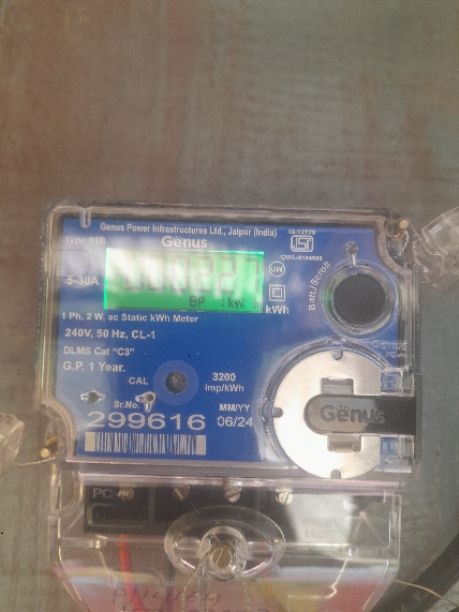 Genus Power Infrastructures Ltd., Jaipur (India)
Type 01B
Genus
IS:13779
5-30A
BP kW h
kWh
Batt/Scroll
1 Ph, 2 W, ac Static kWh Meter
240V, 50 Hz, CL-1
DLMS Cat "C3"
G.P. 1 Year.
CAL
3200
imp/kWh
Sr.No.
MM/YY
299616
06/24
Genus
Genus